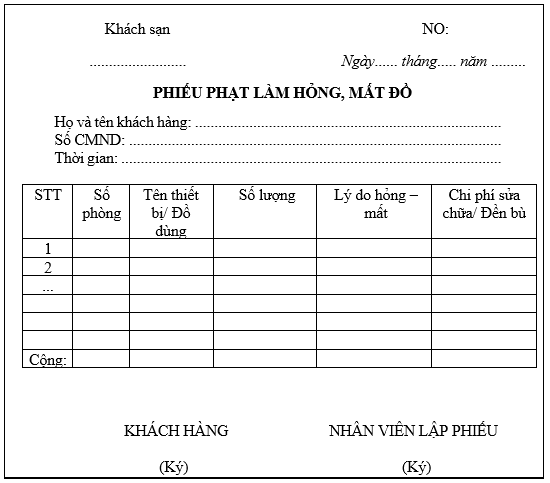 Khách sạn NO:
.......................... Ngày...... tháng..... năm .........
PHIẾU PHẠT LÀM HỎNG, MẤT ĐỒ
Họ và tên khách hàng: ..................................................................................
Số CMND: ....................................................................................................
Thời gian: ......................................................................................................
STT Số phòng Tên thiết bị/ Đồ dùng Số lượng Lý do hỏng – mất Chi phí sửa chữa/ Đền bù
1
2
...
Cộng:
KHÁCH HÀNG NHÂN VIÊN LẬP PHIẾU
(Ký) (Ký)